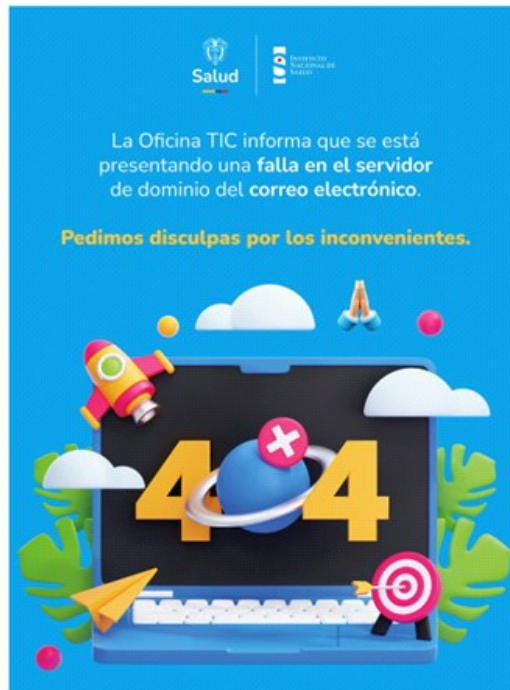 Salud
INSTITUTO
NACIONAL DE
SALUD
La Oficina TIC informa que se está
presentando una falla en el servidor
de dominio del correo electrónico.
Pedimos disculpas por los inconvenientes.
404